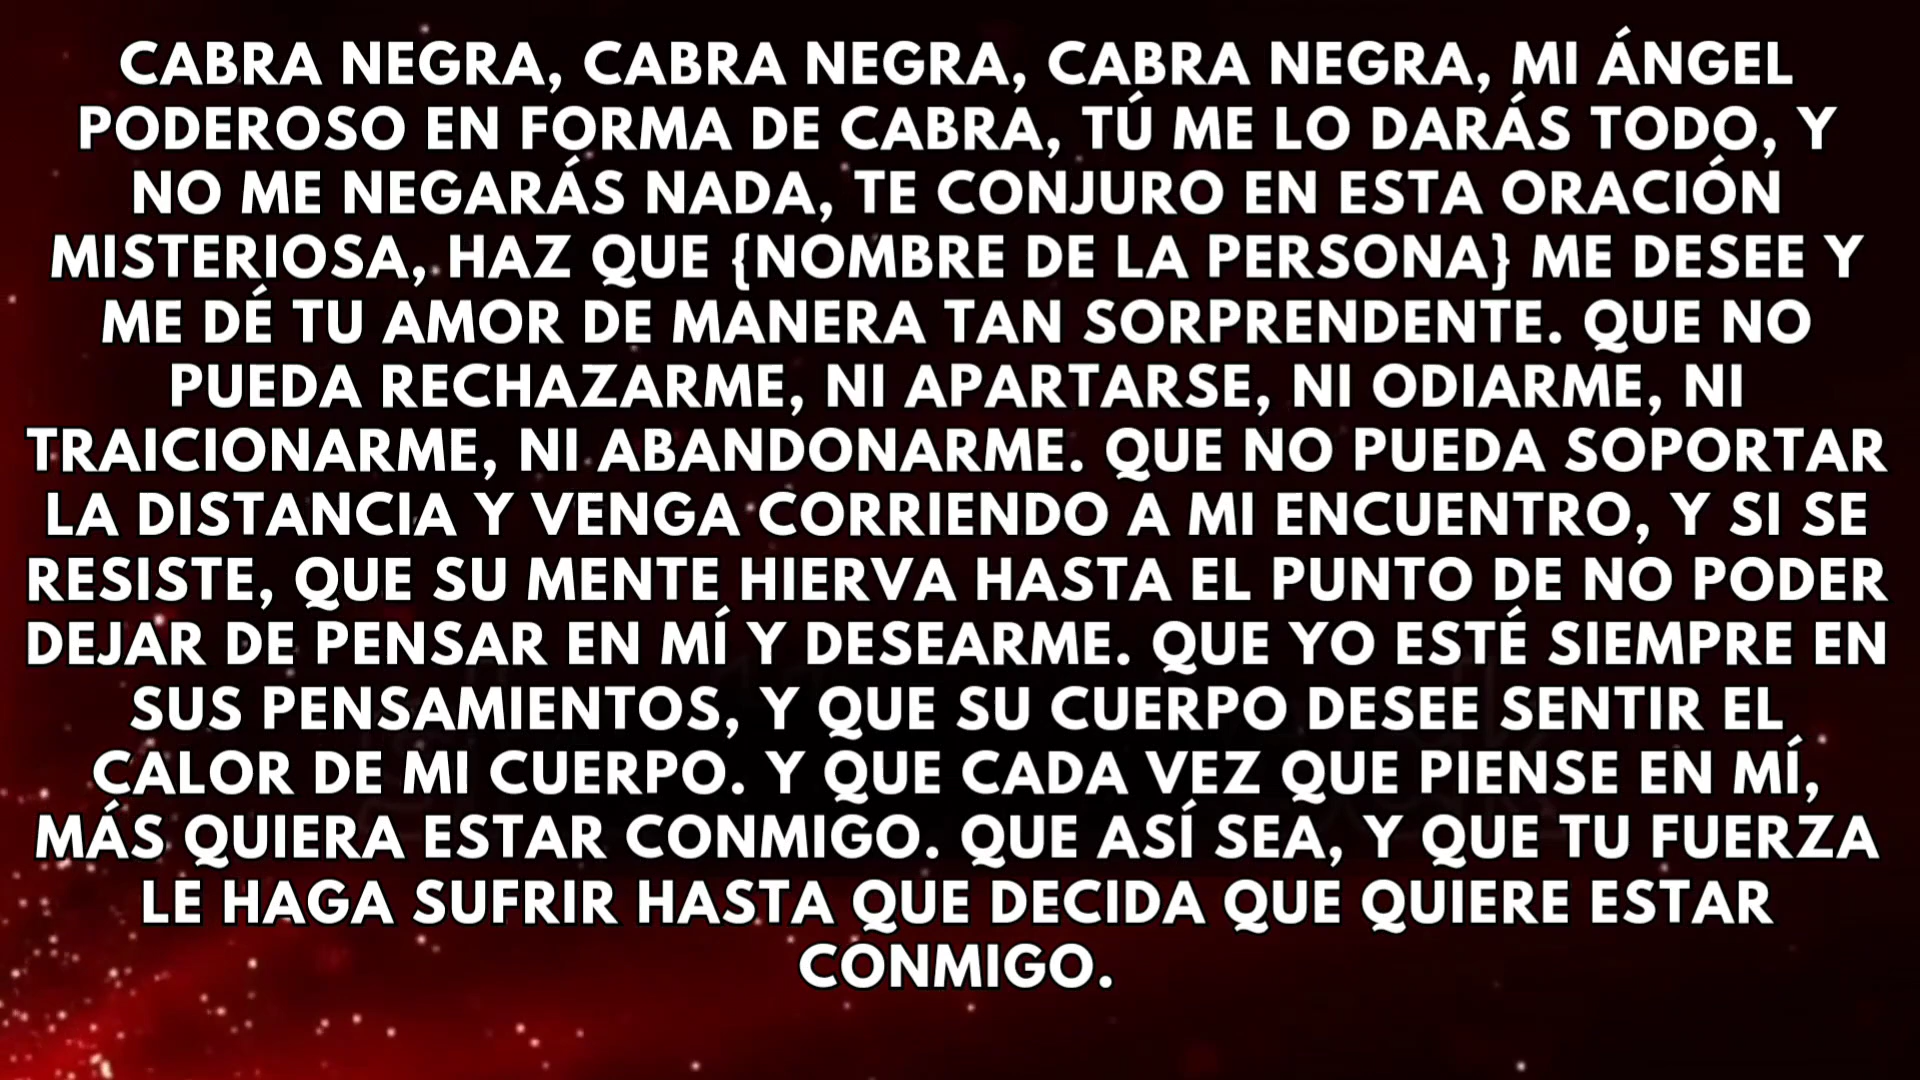 CABRA NEGRA, CABRA NEGRA, CABRA NEGRA, MI ÁNGEL
PODEROSO EN FORMA DE CABRA, TÚ ME LO DARÁS TODO, Y
NO ME NEGARÁS NADA, TE CONJURO EN ESTA ORACIÓN
MISTERIOSA, HAZ QUE {NOMBRE DE LA PERSONA} ME DESEE Y
ME DÉ TU AMOR DE MANERA TAN SORPRENDENTE. QUE NO
PUEDA RECHAZARME, NI APARTARSE, NI ODIARME, NI
TRAICIONARME, NI ABANDONARME. QUE NO PUEDA SOPORTAR
LA DISTANCIA Y VENGA CORRIENDO A MI ENCUENTRO, Y SI SE
RESISTE, QUE SU MENTE HIERVA HASTA EL PUNTO DE NO PODER
DEJAR DE PENSAR EN MÍ Y DESEARME. QUE YO ESTÉ SIEMPRE EN
SUS PENSAMIENTOS, Y QUE SU CUERPO DESEE SENTIR EL
CALOR DE MI CUERPO. Y QUE CADA VEZ QUE PIENSE EN MÍ,
MÁS QUIERA ESTAR CONMIGO. QUE ASÍ SEA, Y QUE TU FUERZA
LE HAGA SUFRIR HASTA QUE DECIDA QUE QUIERE ESTAR
CONMIGO.